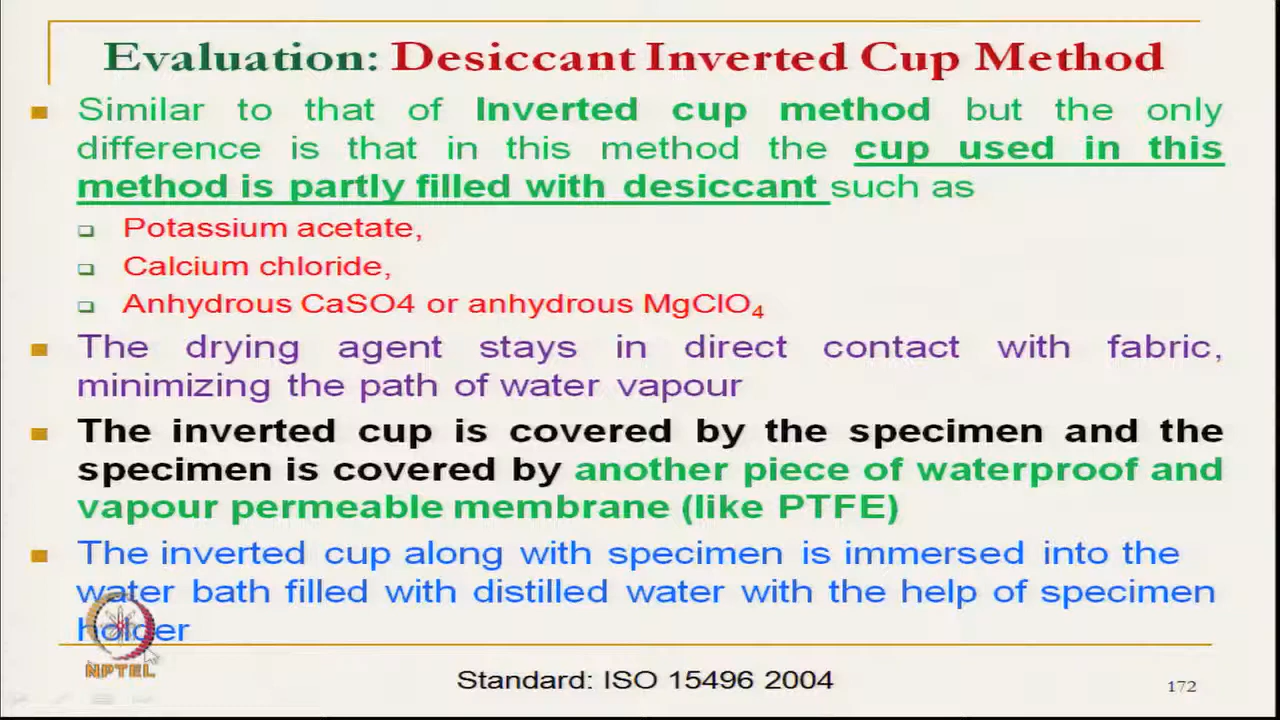 Evaluation: Desiccant Inverted Cup Method
Similar to that of Inverted cup method but the only
difference is that in this method the cup used in this
method is partly filled with desiccant such as
Potassium acetate,
Calcium chloride,
Anhydrous CaSO4 or anhydrous MgClO₄
The drying agent stays in direct contact with fabric,
minimizing the path of water vapour
The inverted cup is covered by the specimen and the
specimen is covered by another piece of waterproof and
vapour permeable membrane (like PTFE)
The inverted cup along with specimen is immersed into the
water bath filled with distilled water with the help of specimen
holder
NPTEL
Standard: ISO 15496 2004
172